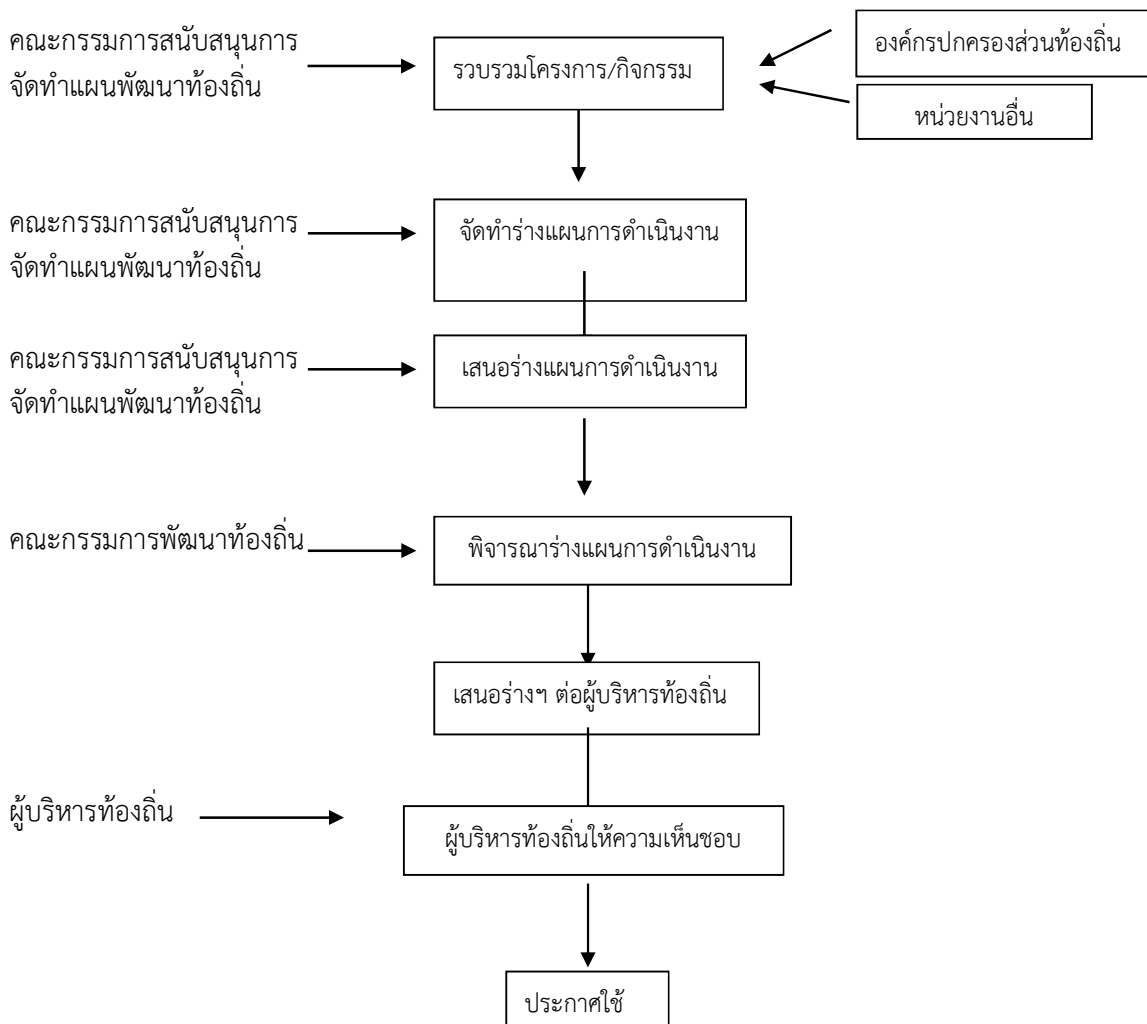 คณะกรรมการสนับสนุนการ
จัดทำแผนพัฒนาท้องถิ่น
รวบรวมโครงการ/กิจกรรม
องค์กรปกครองส่วนท้องถิ่น
หน่วยงานอื่น
คณะกรรมการสนับสนุนการ
จัดทำแผนพัฒนาท้องถิ่น
จัดทำร่างแผนการดำเนินงาน
คณะกรรมการสนับสนุนการ
จัดทำแผนพัฒนาท้องถิ่น
เสนอร่างแผนการดำเนินงาน
คณะกรรมการพัฒนาท้องถิ่น
พิจารณาร่างแผนการดำเนินงาน
เสนอร่างฯ ต่อผู้บริหารท้องถิ่น
ผู้บริหารท้องถิ่น
ผู้บริหารท้องถิ่นให้ความเห็นชอบ
ประกาศใช้